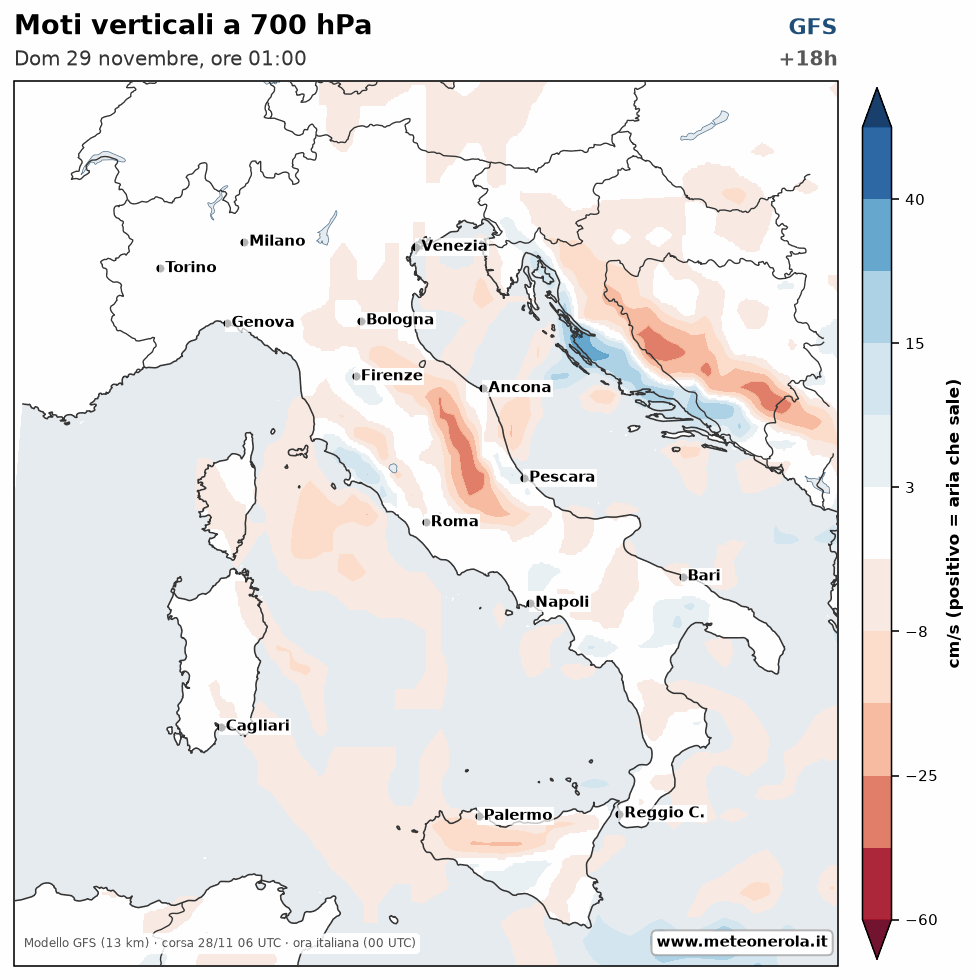 Moti verticali a 700 hPa
GFS
Dom 29 novembre, ore 01:00
+18h
Milano
Venezia
Torino
Genova
Bologna
Firenze
Ancona
Pescara
Roma
Bari
Napoli
Cagliari
Palermo
Reggio C.
40
15
3
−8
−25
−60
cm/s (positivo = aria che sale)
Modello GFS (13 km) · corsa 28/11 06 UTC · ora italiana (00 UTC)
www.meteonerola.it